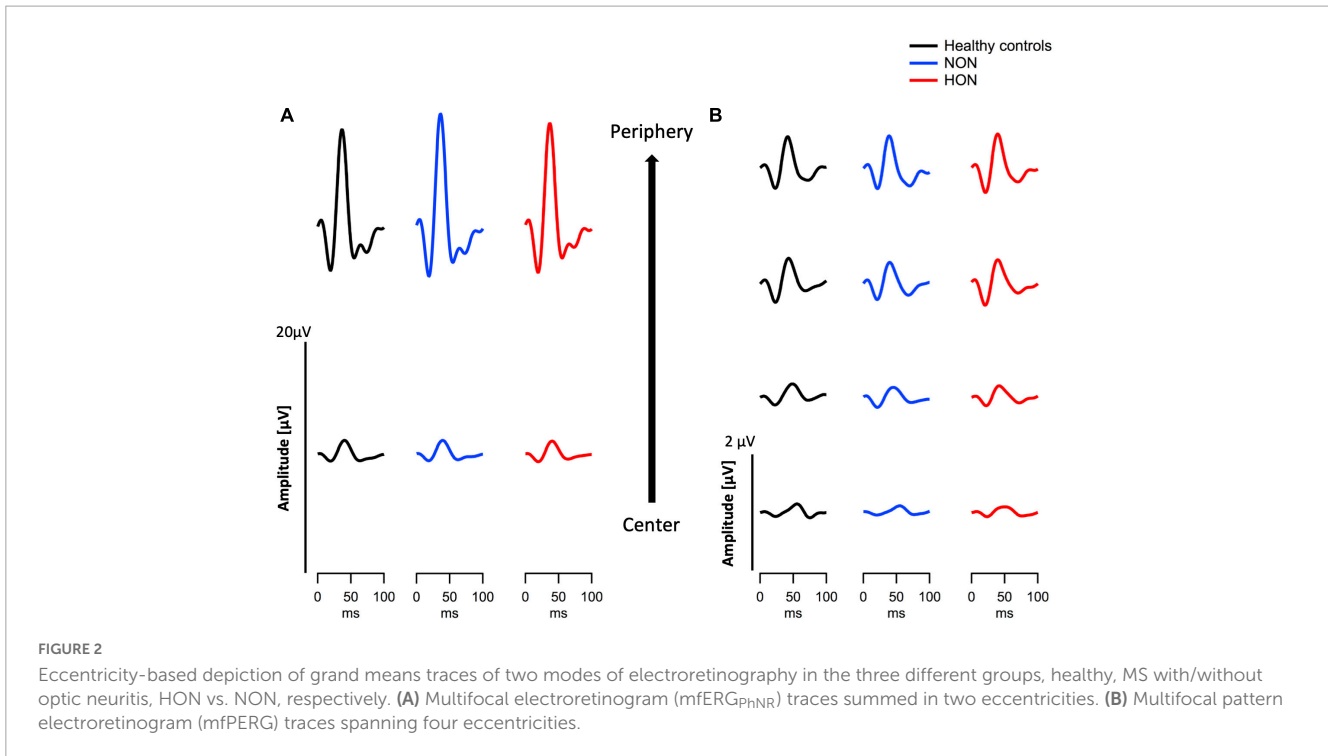 Healthy controls
NON
HON
A
Periphery
B
20µV
Amplitude [µV]
2 µV
Amplitude [µV]
Center
0 50 100 0 50 100 0 50 100
ms ms ms
0 50 100 0 50 100 0 50 100
ms ms ms
FIGURE 2
Eccentricity-based depiction of grand means traces of two modes of electroretinography in the three different groups, healthy, MS with/without
optic neuritis, HON vs. NON, respectively. (A) Multifocal electroretinogram (mfERGPhNR) traces summed in two eccentricities. (B) Multifocal pattern
electroretinogram (mfPERG) traces spanning four eccentricities.